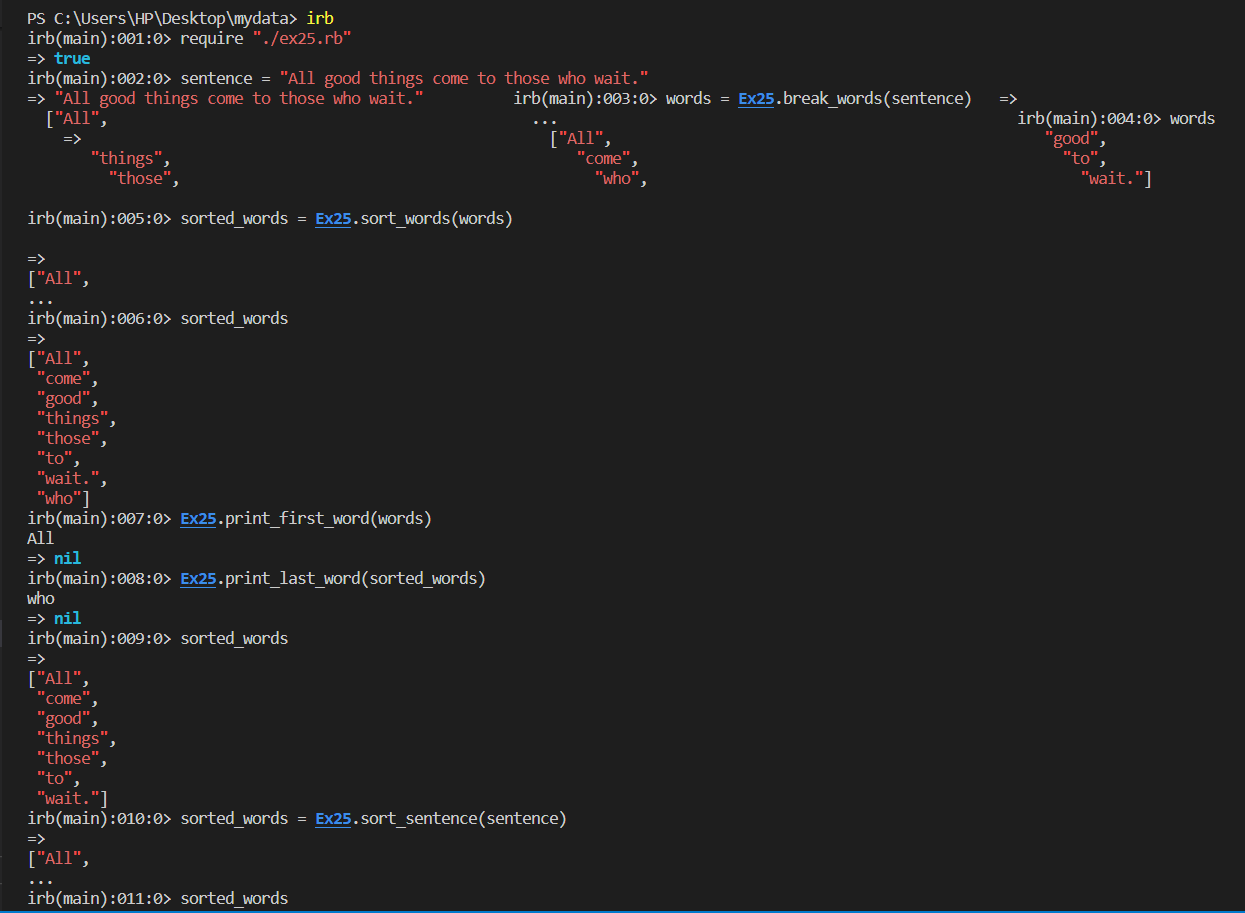 PS C:\Users\HP\Desktop\mydata> irb
irb(main):001:0> require "./ex25.rb"
=> true
irb(main):002:0> sentence = "All good things come to those who wait."
=> "All good things come to those who wait."          irb(main):003:0> words = Ex25.break_words(sentence)   =>
  ["All",                                               ...                                                   irb(main):004:0> words
    =>                                                    ["All",                                                "good",
       "things",                                             "come",                                               "to",
         "those",                                              "who",                                                "wait."]
irb(main):005:0> sorted_words = Ex25.sort_words(words)
=>
["All",
...
irb(main):006:0> sorted_words
=>
["All",
 "come",
 "good",
 "things",
 "those",
 "to",
 "wait.",
 "who"]
irb(main):007:0> Ex25.print_first_word(words)
All
=> nil
irb(main):008:0> Ex25.print_last_word(sorted_words)
who
=> nil
irb(main):009:0> sorted_words
=>
["All",
 "come",
 "good",
 "things",
 "those",
 "to",
 "wait."]
irb(main):010:0> sorted_words = Ex25.sort_sentence(sentence)
=>
["All",
...
irb(main):011:0> sorted_words